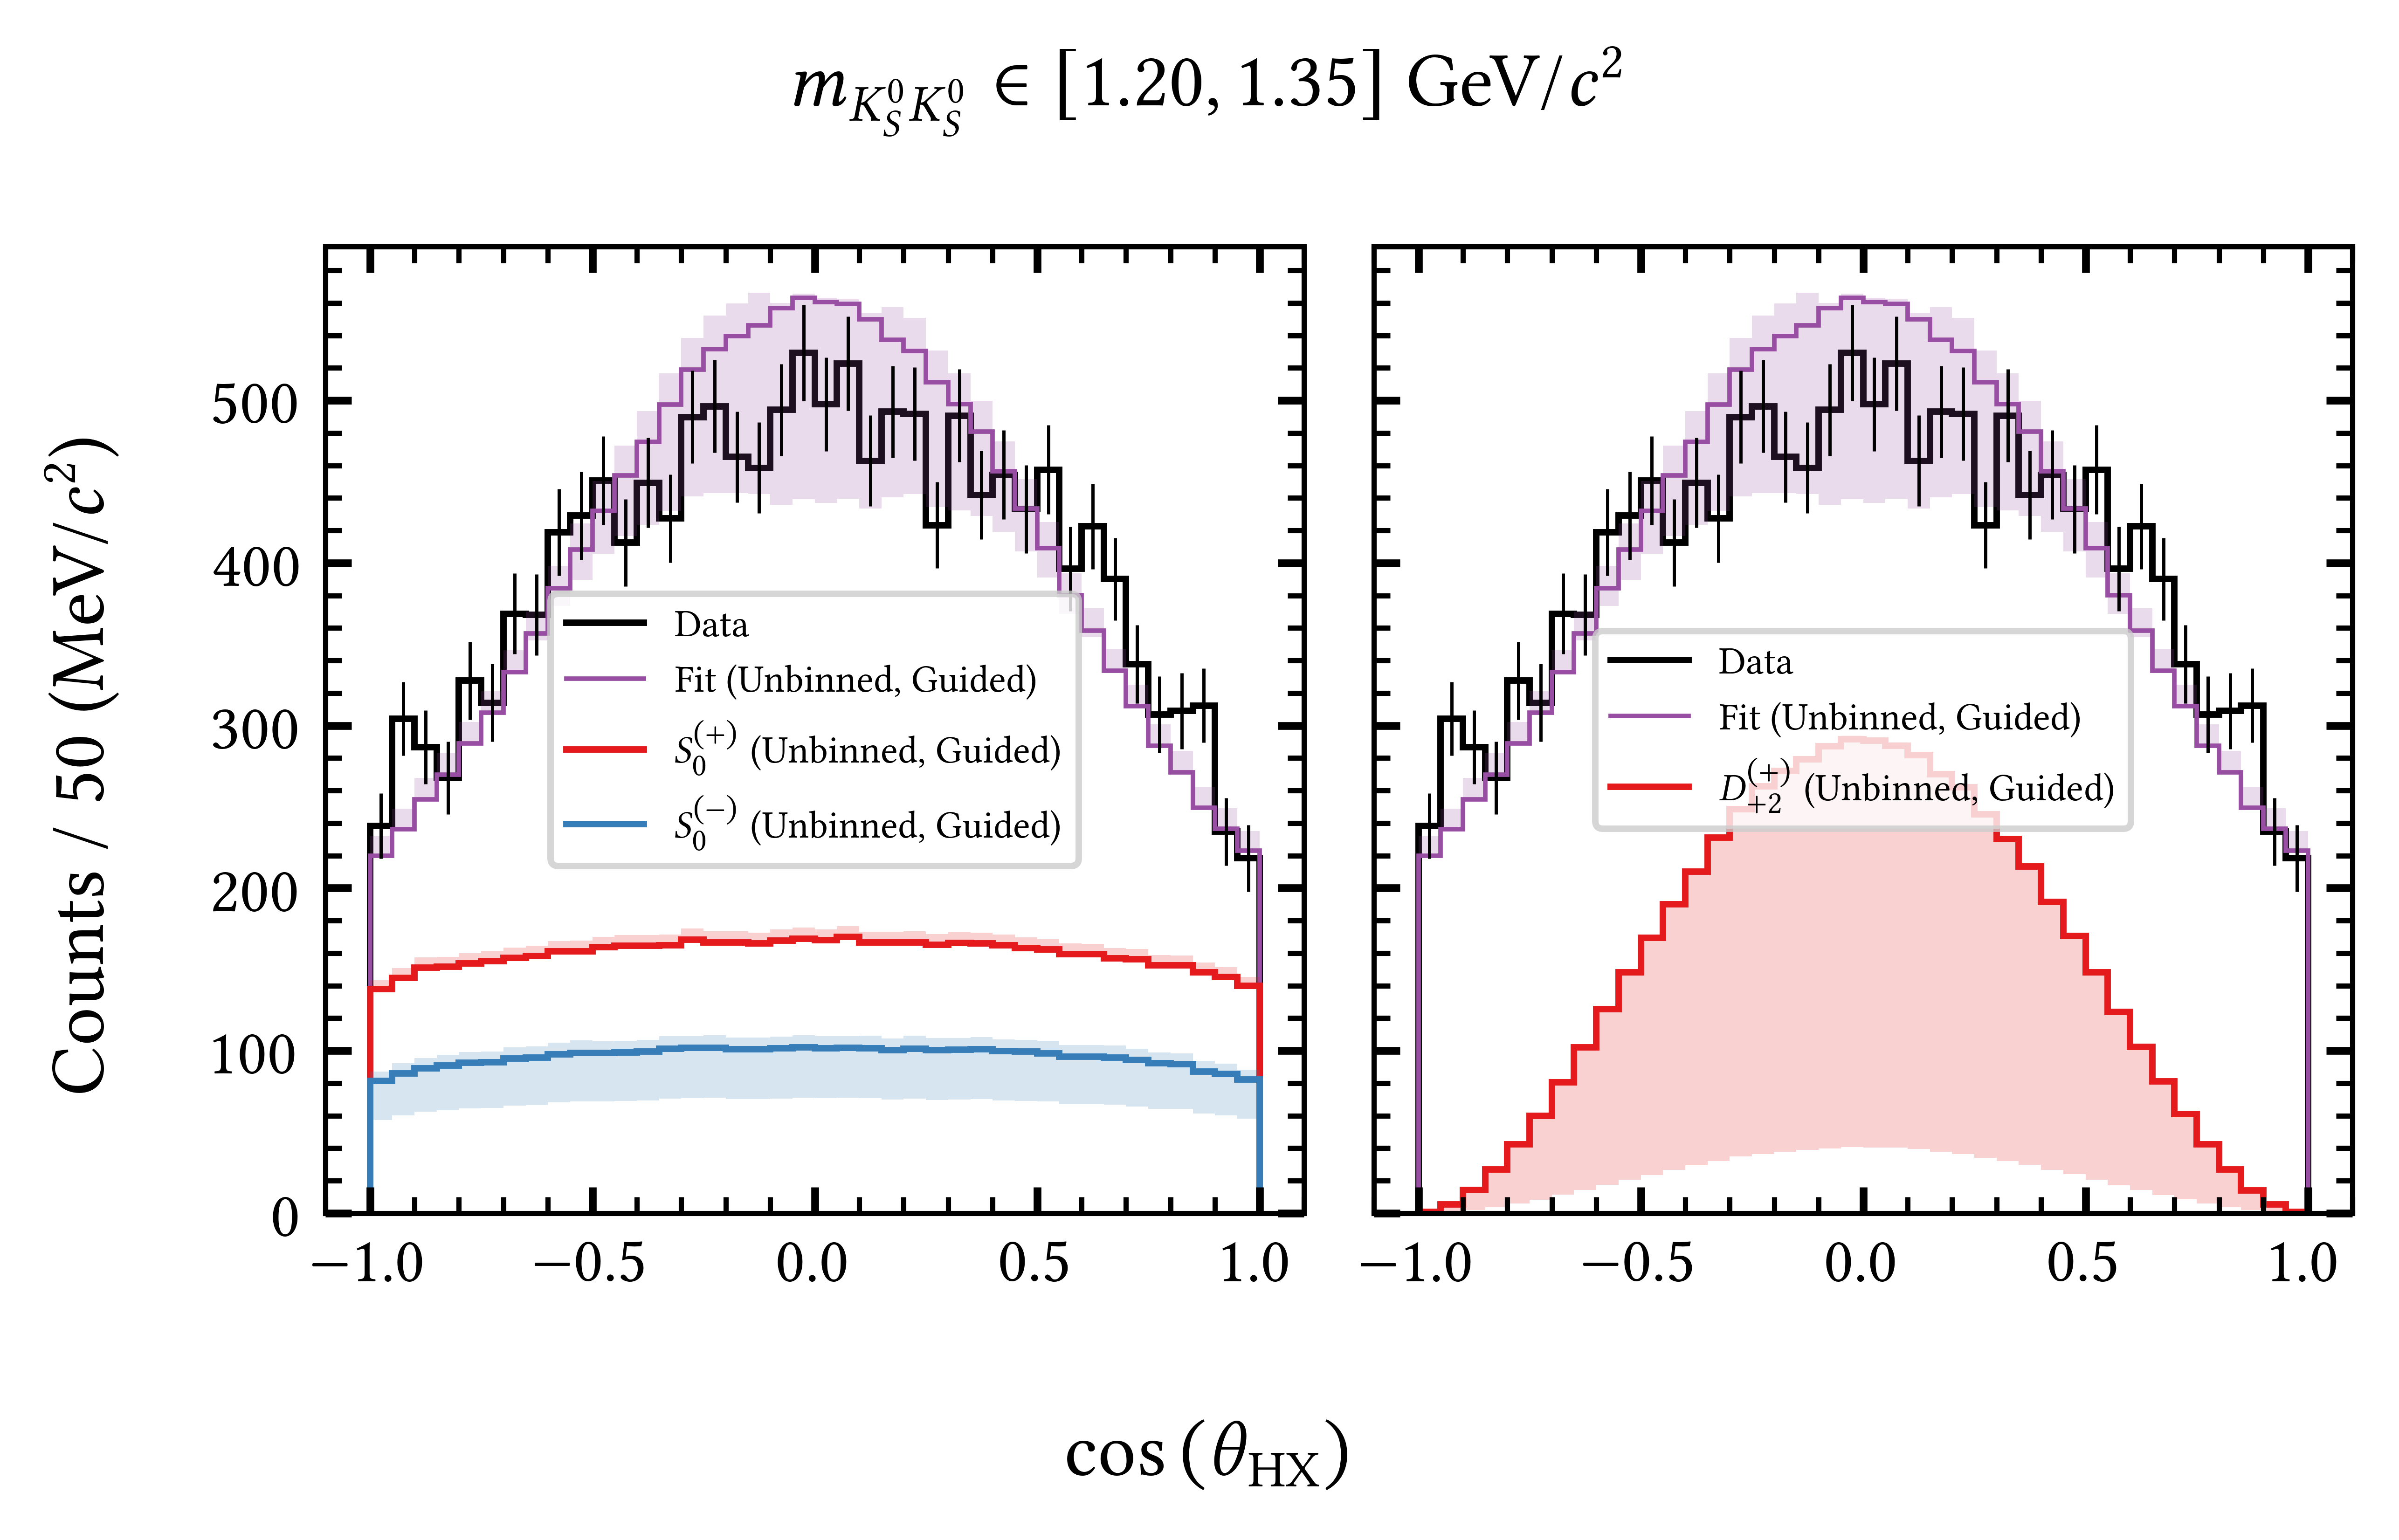 m_{K_S^0 K_S^0} ∈ [1.20, 1.35] GeV/c²
Counts / 50 (MeV/c²)
500
400
300
200
100
0
Data
Fit (Unbinned, Guided)
S_0^{(+)} (Unbinned, Guided)
S_0^{(−)} (Unbinned, Guided)
−1.0 −0.5 0.0 0.5 1.0
Data
Fit (Unbinned, Guided)
D_{+2}^{(+)} (Unbinned, Guided)
−1.0 −0.5 0.0 0.5 1.0
cos (θ_{HX})